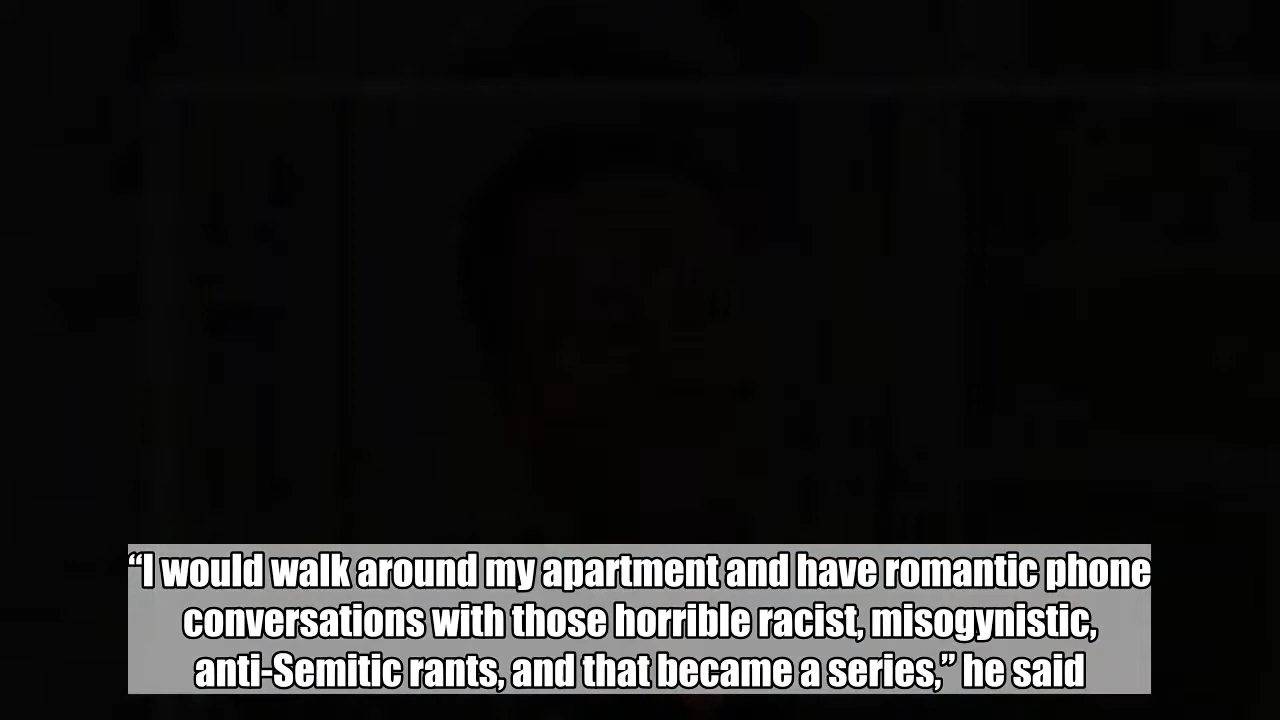 “I would walk around my apartment and have romantic phone
conversations with those horrible racist, misogynistic,
anti-Semitic rants, and that became a series,” he said